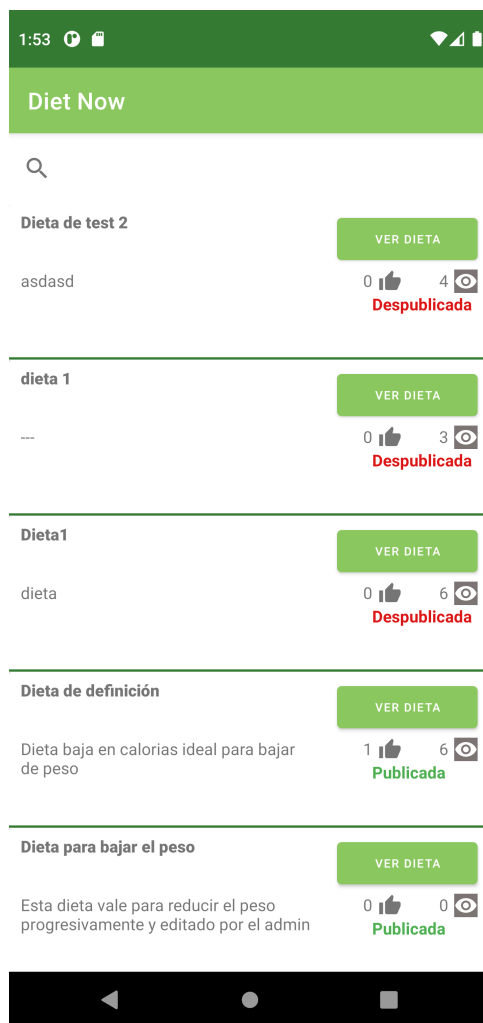 1:53
Diet Now
Dieta de test 2
VER DIETA
asdasd
0 4
Despublicada
dieta 1
VER DIETA
---
0 3
Despublicada
Dieta1
VER DIETA
dieta
0 6
Despublicada
Dieta de definición
VER DIETA
Dieta baja en calorias ideal para bajar
de peso
1 6
Publicada
Dieta para bajar el peso
VER DIETA
Esta dieta vale para reducir el peso
progresivamente y editado por el admin
0 0
Publicada